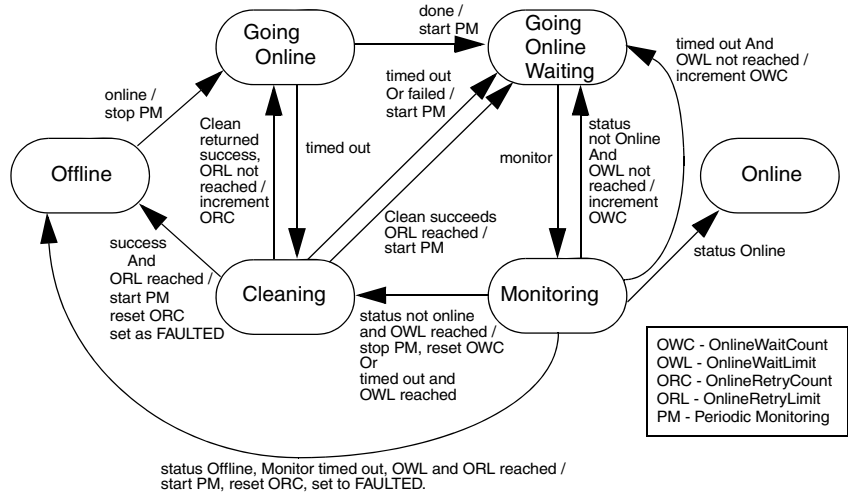 Going
Online
done /
start PM
Going
Online
Waiting
timed out And
OWL not reached /
increment OWC
online /
stop PM
timed out
Or failed /
start PM
Clean
returned
success,
ORL not
reached /
increment
ORC
timed out
monitor
status
not Online
And
OWL not
reached /
increment
OWC
Offline
Online
Clean succeeds
ORL reached /
start PM
success
And
ORL reached /
start PM
reset ORC
set as FAULTED
status Online
Cleaning
Monitoring
status not online
and OWL reached /
stop PM, reset OWC
Or
timed out and
OWL reached
OWC - OnlineWaitCount
OWL - OnlineWaitLimit
ORC - OnlineRetryCount
ORL - OnlineRetryLimit
PM - Periodic Monitoring
status Offline, Monitor timed out, OWL and ORL reached /
start PM, reset ORC, set to FAULTED.